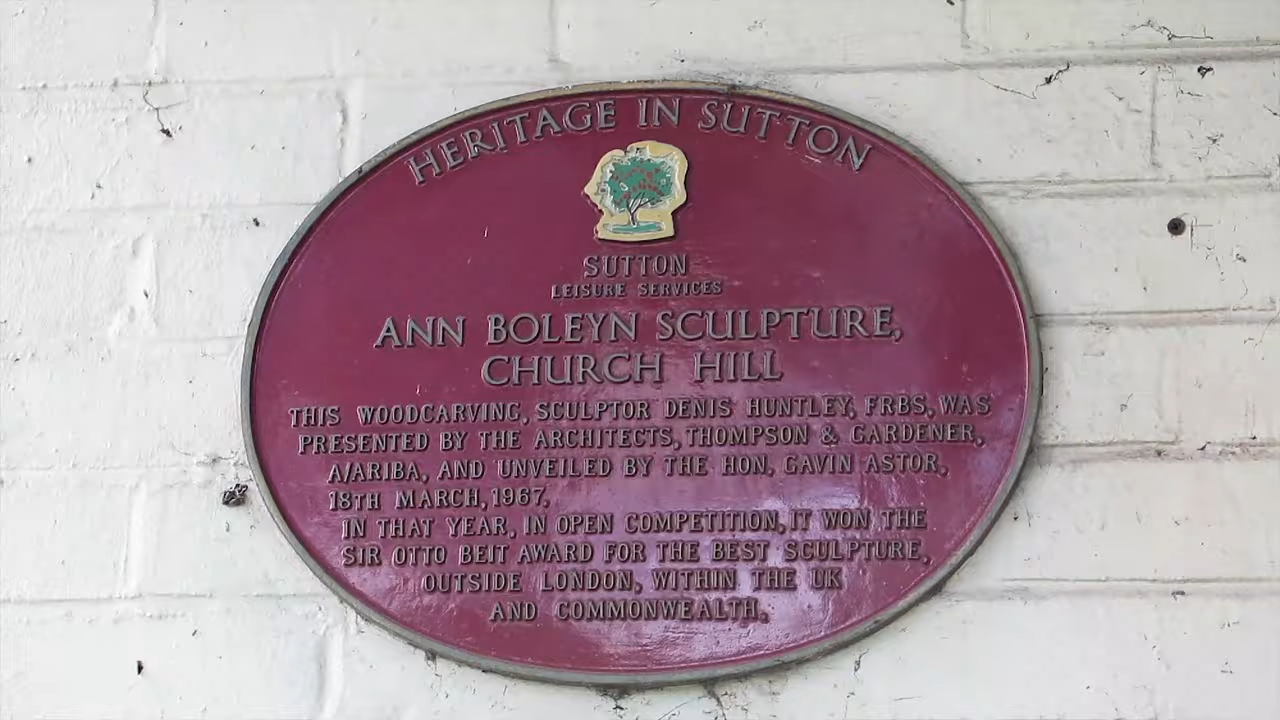 HERITAGE IN SUTTON
SUTTON
LEISURE SERVICES
ANN BOLEYN SCULPTURE,
CHURCH HILL
THIS WOODCARVING, SCULPTOR DENIS HUNTLEY, FRBS, WAS
PRESENTED BY THE ARCHITECTS, THOMPSON & GARDENER,
A/ARIBA, AND UNVEILED BY THE HON, GAVIN ASTOR,
18TH MARCH, 1967,
IN THAT YEAR, IN OPEN COMPETITION, IT WON THE
SIR OTTO BEIT AWARD FOR THE BEST SCULPTURE,
OUTSIDE LONDON, WITHIN THE UK
AND COMMONWEALTH,